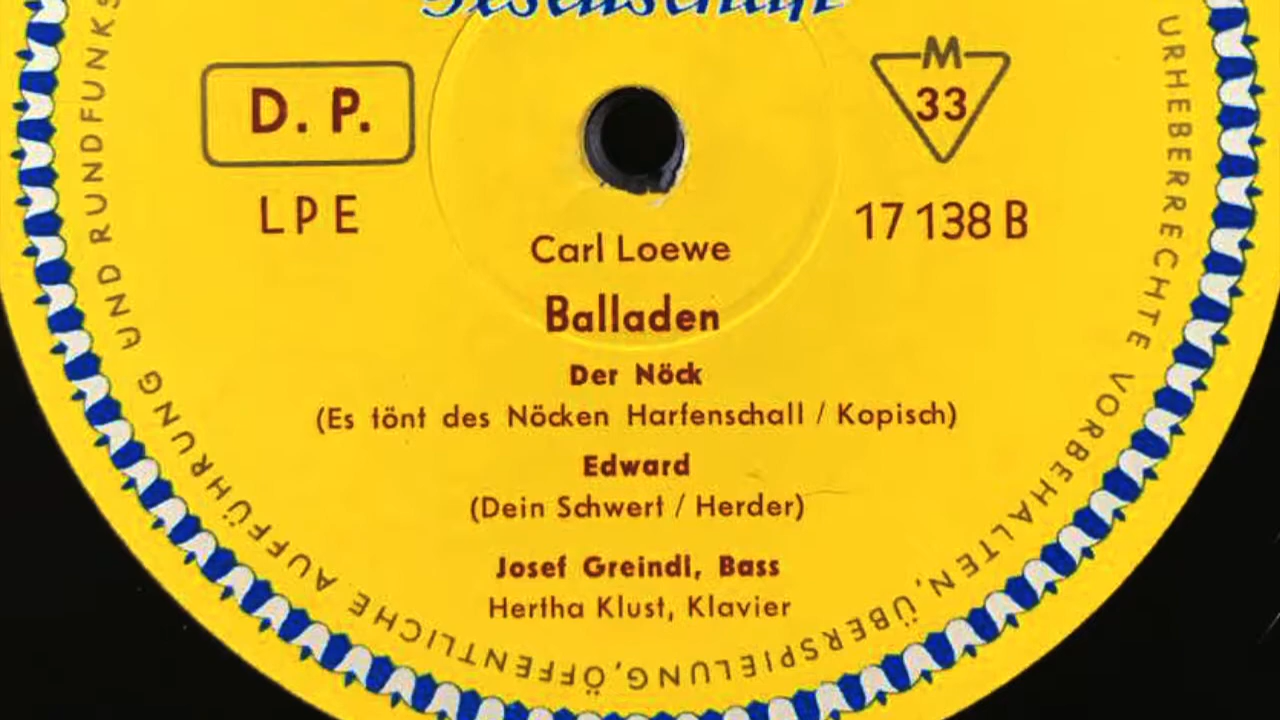 Gesellschaft
D. P.
M
33
LPE
17 138 B
Carl Loewe
Balladen
Der Nöck
(Es tönt des Nöcken Harfenschall / Kopisch)
Edward
(Dein Schwert / Herder)
Josef Greindl, Bass
Hertha Klust, Klavier
URHEBERRECHTE VORBEHALTEN, ÜBERSPIELUNG, ÖFFENTLICHE AUFFÜHRUNG UND RUNDFUNKS